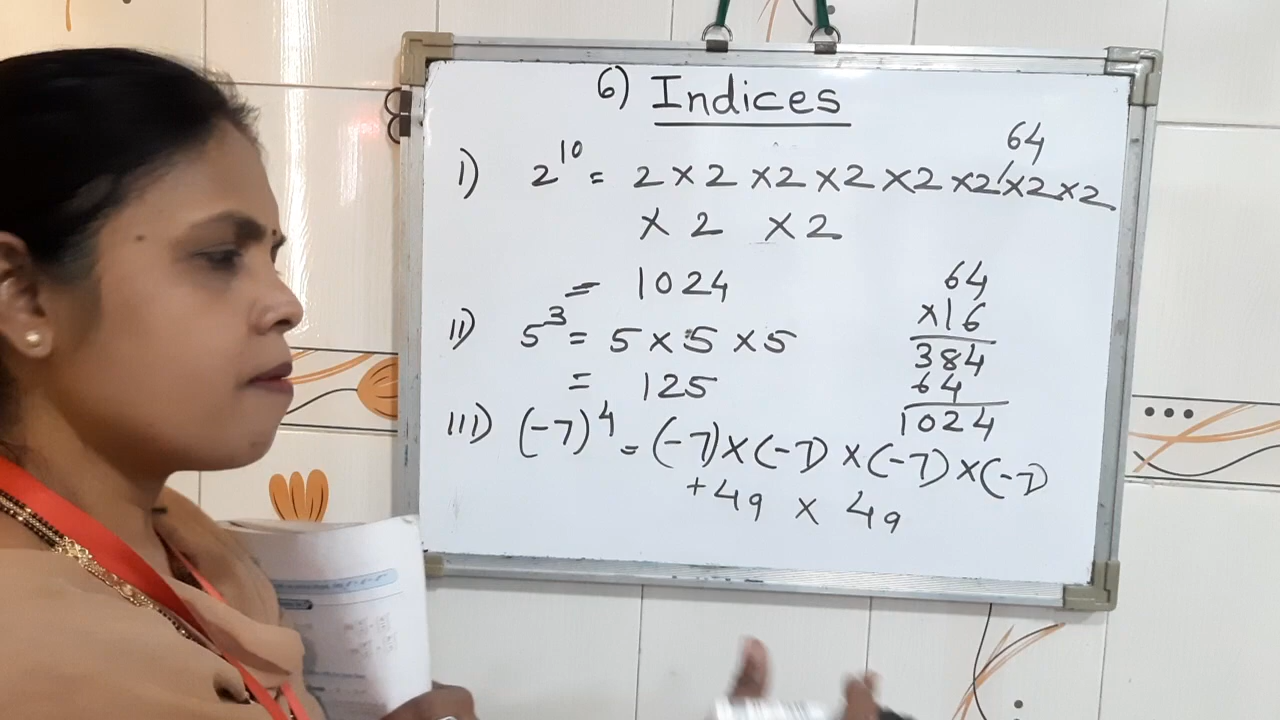 6) Indices
64
I) 2^10 = 2 × 2 × 2 × 2 × 2 × 2 × 2 × 2
× 2 × 2
= 1024
II) 5^3 = 5 × 5 × 5
= 125
III) (-7)^4 = (-7) × (-7) × (-7) × (-7)
+49 × 49
64
×16
384
64
1024